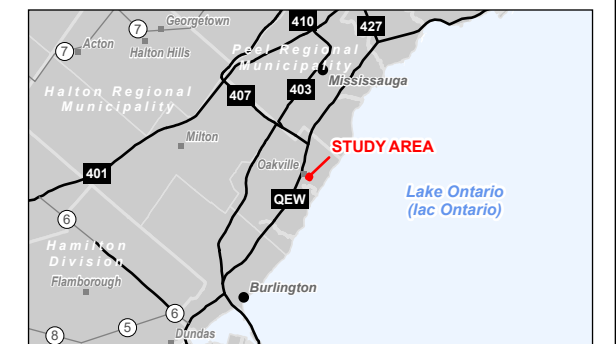 Georgetown
410
427
7
7
Acton
Halton Hills
Peel Regional
Municipality
Mississauga
Halton Regional
Municipality
407
403
Milton
STUDY AREA
Oakville
401
QEW
Lake Ontario
(lac Ontario)
6
Hamilton
Division
Flamborough
Burlington
6
5
8
Dundas